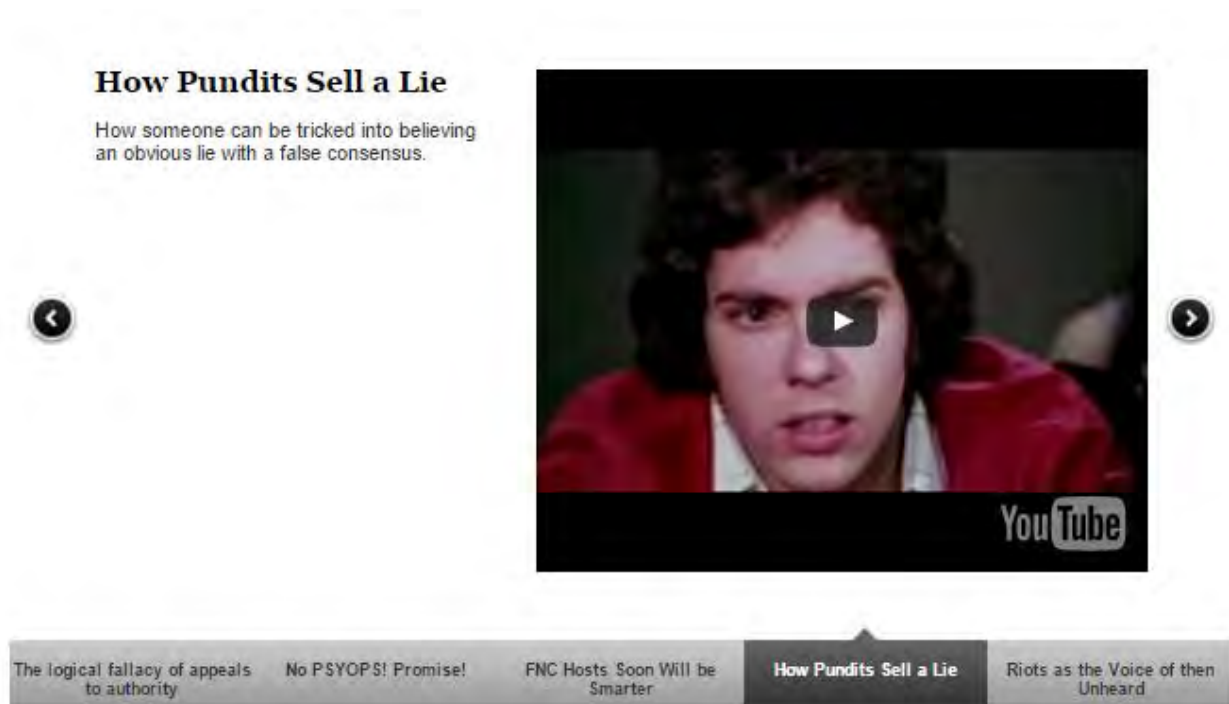 How Pundits Sell a Lie
How someone can be tricked into believing
an obvious lie with a false consensus.
YouTube
The logical fallacy of appeals
to authority
No PSYOPS! Promise!
FNC Hosts Soon Will be
Smarter
How Pundits Sell a Lie
Riots as the Voice of then
Unheard